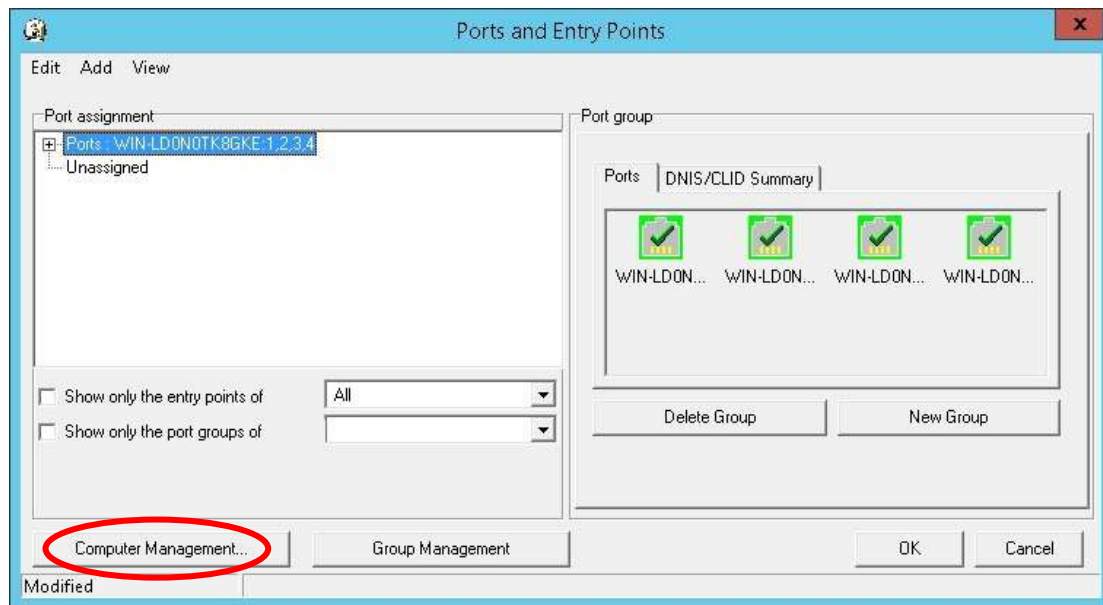 Ports and Entry Points
x
Edit Add View
Port assignment
Ports : WIN-LD0N0TK8GKE:1,2,3,4
Unassigned
Show only the entry points of All
Show only the port groups of
Port group
Ports DNIS/CLID Summary
WIN-LD0N... WIN-LD0N... WIN-LD0N... WIN-LD0N...
Delete Group New Group
Computer Management... Group Management OK Cancel
Modified